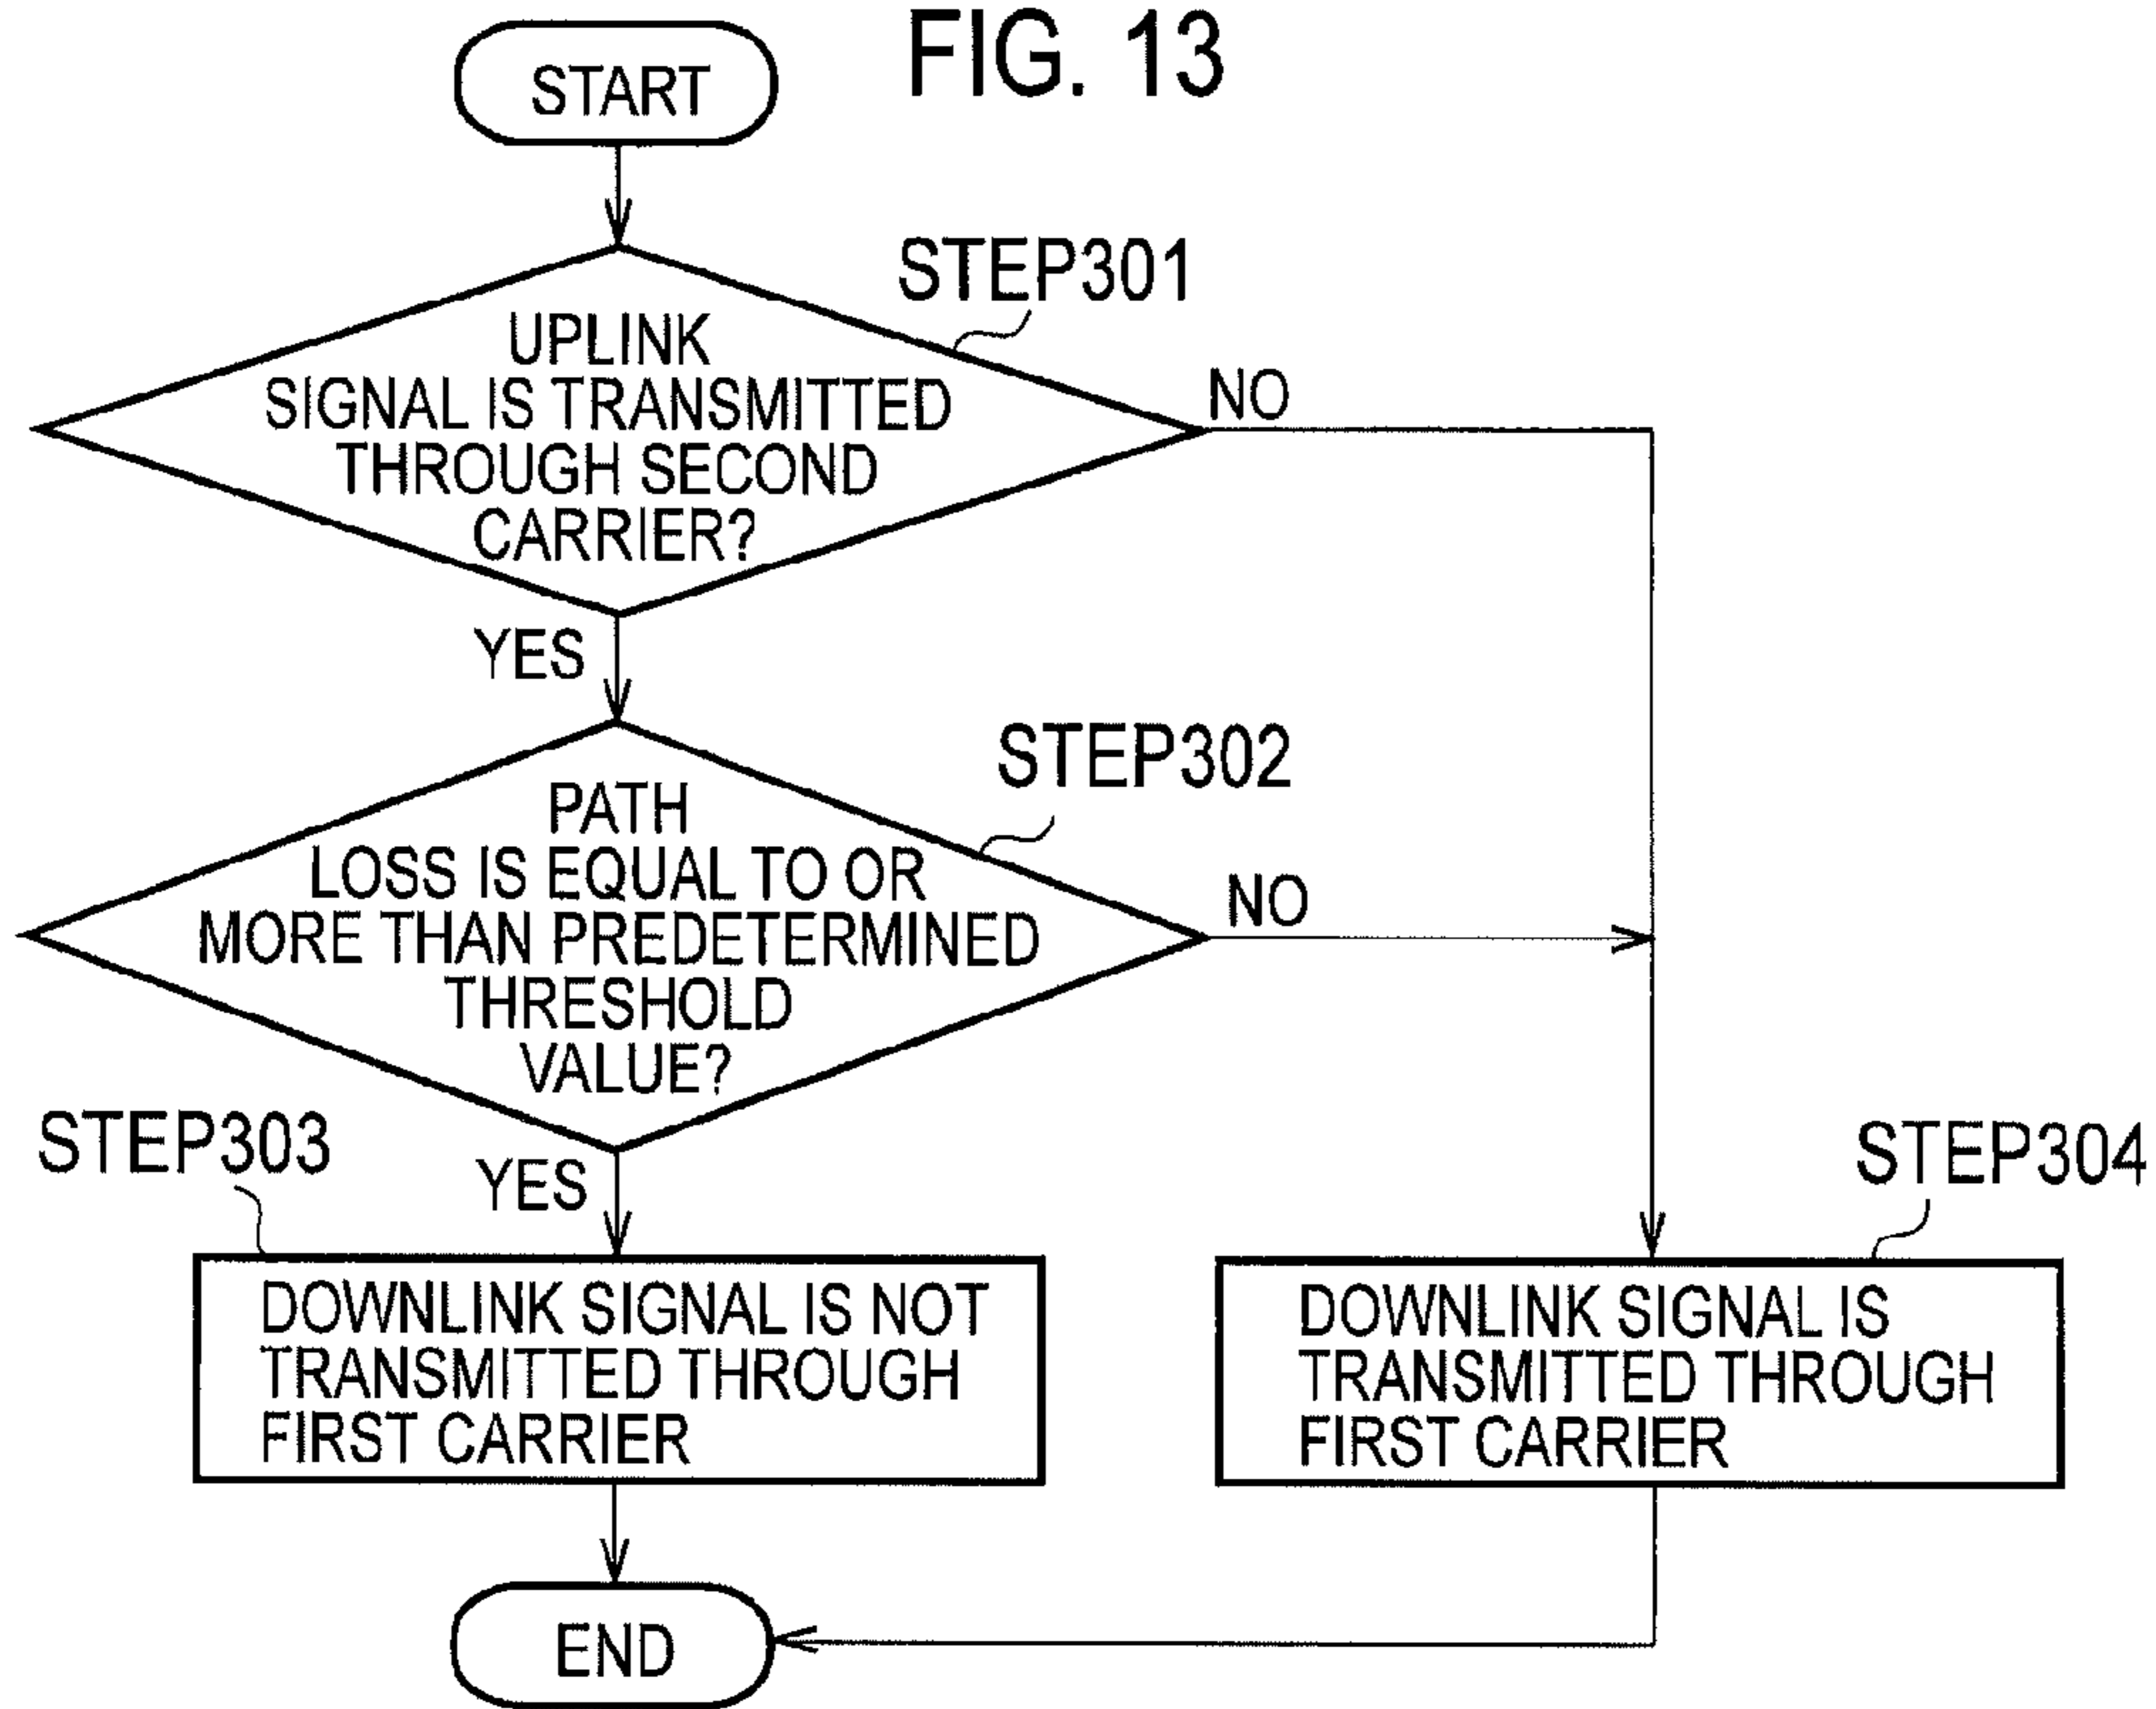 FIG. 13
START
STEP301
UPLINK
SIGNAL IS TRANSMITTED
THROUGH SECOND
CARRIER?
NO
YES
STEP302
PATH
LOSS IS EQUAL TO OR
MORE THAN PREDETERMINED
THRESHOLD
VALUE?
NO
YES
STEP303
DOWNLINK SIGNAL IS NOT
TRANSMITTED THROUGH
FIRST CARRIER
STEP304
DOWNLINK SIGNAL IS
TRANSMITTED THROUGH
FIRST CARRIER
END